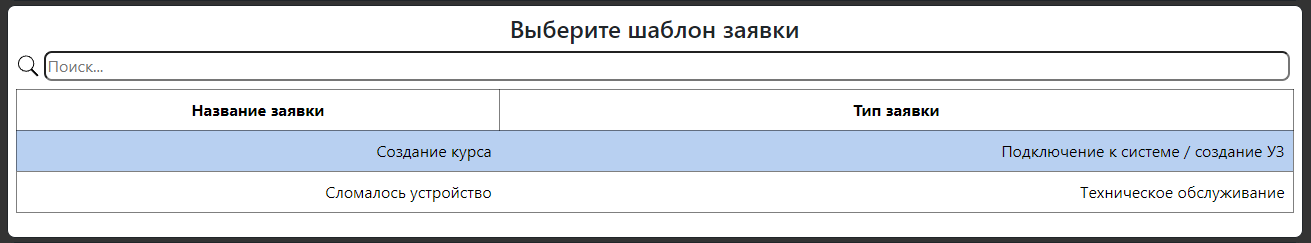 Выберите шаблон заявки
Поиск...
Название заявки Тип заявки
Создание курса Подключение к системе / создание УЗ
Сломалось устройство Техническое обслуживание